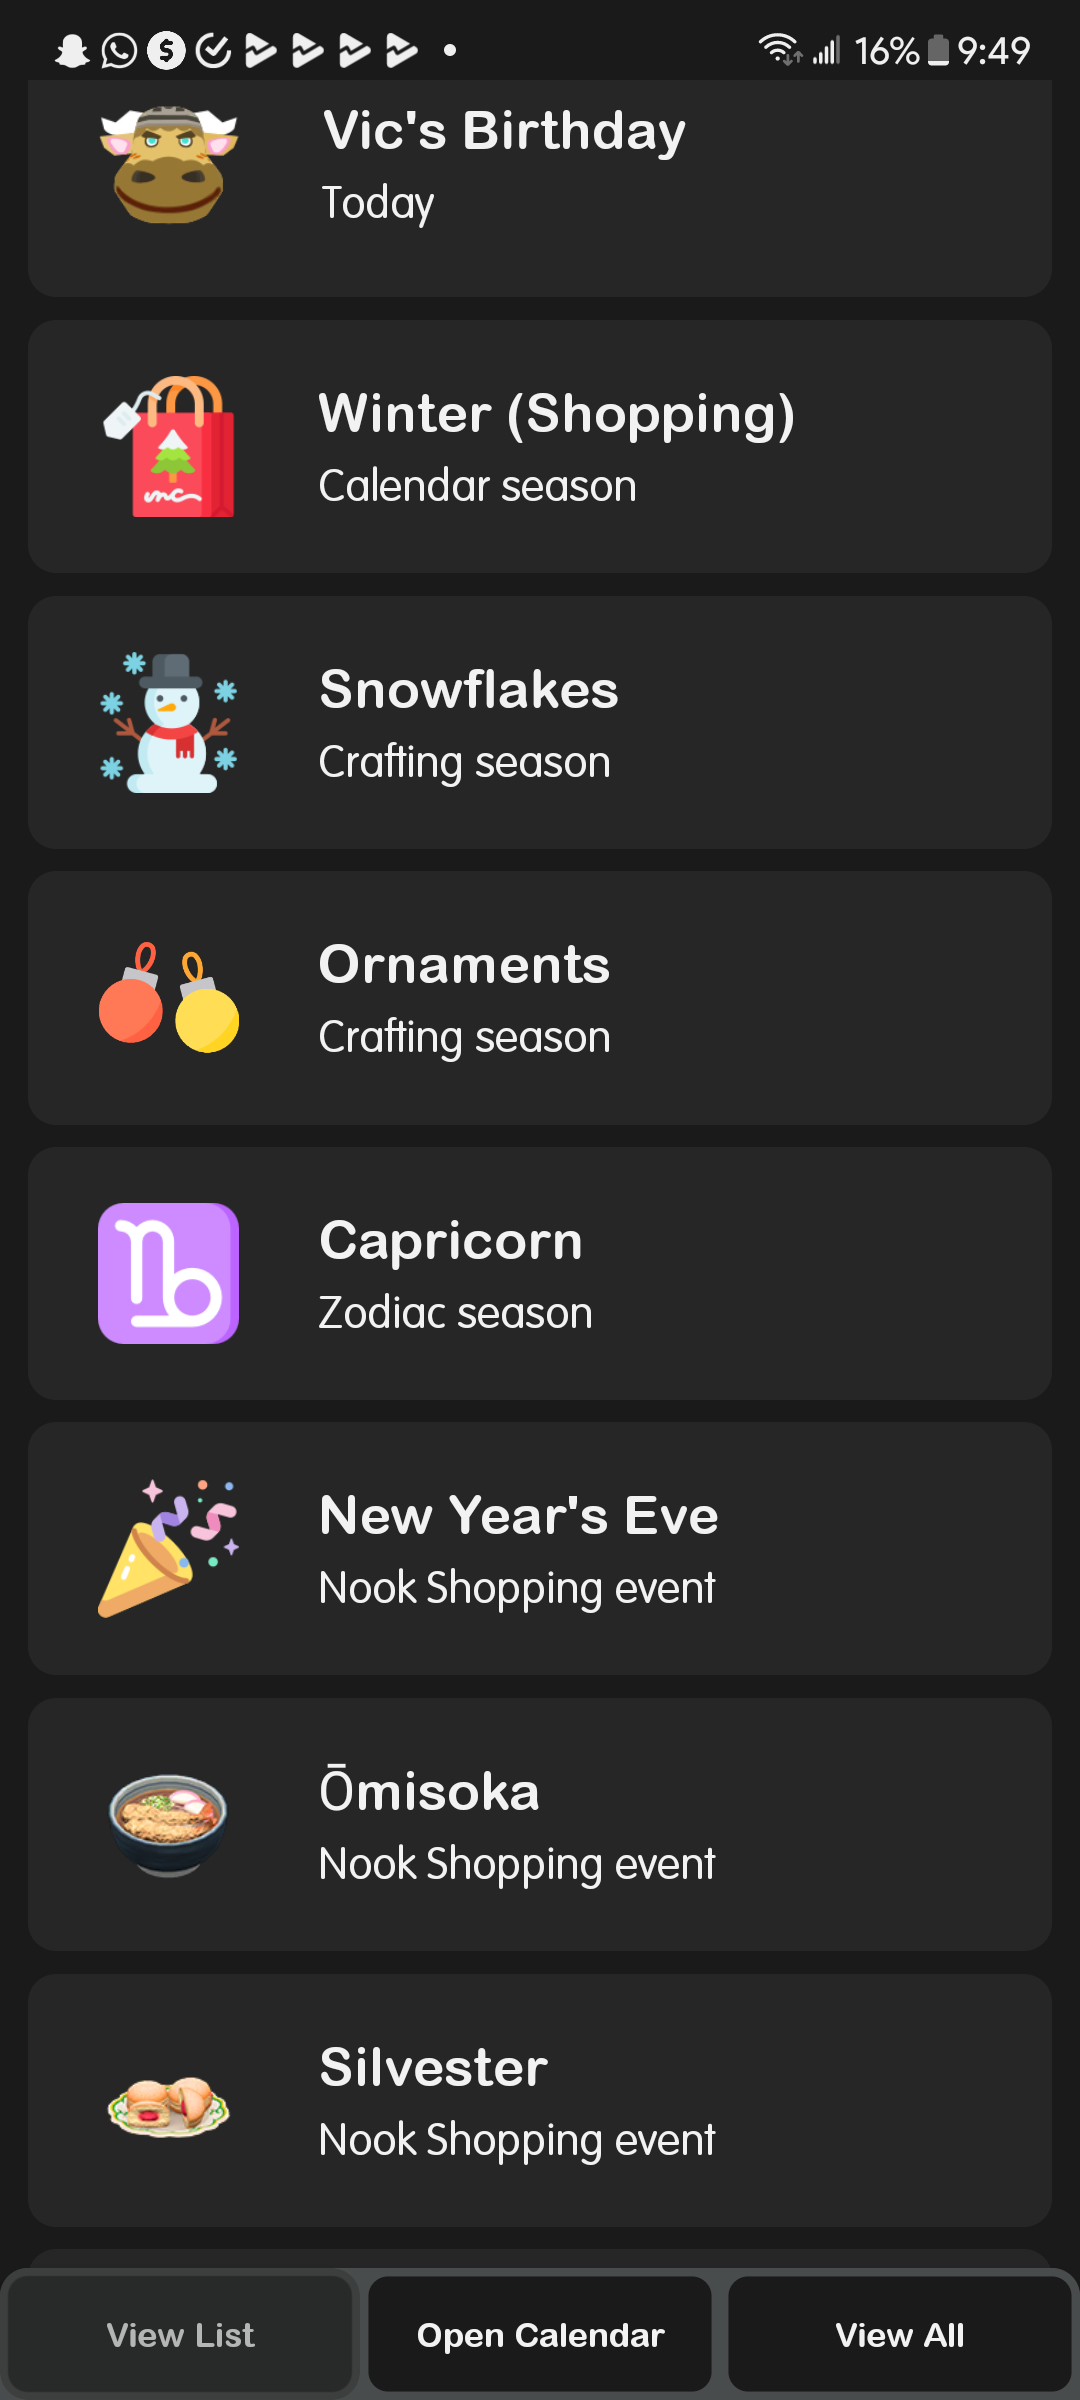 16% 9:49
Vic's Birthday
Today
Winter (Shopping)
Calendar season
Snowflakes
Crafting season
Ornaments
Crafting season
Capricorn
Zodiac season
New Year's Eve
Nook Shopping event
Ōmisoka
Nook Shopping event
Silvester
Nook Shopping event
View List
Open Calendar
View All